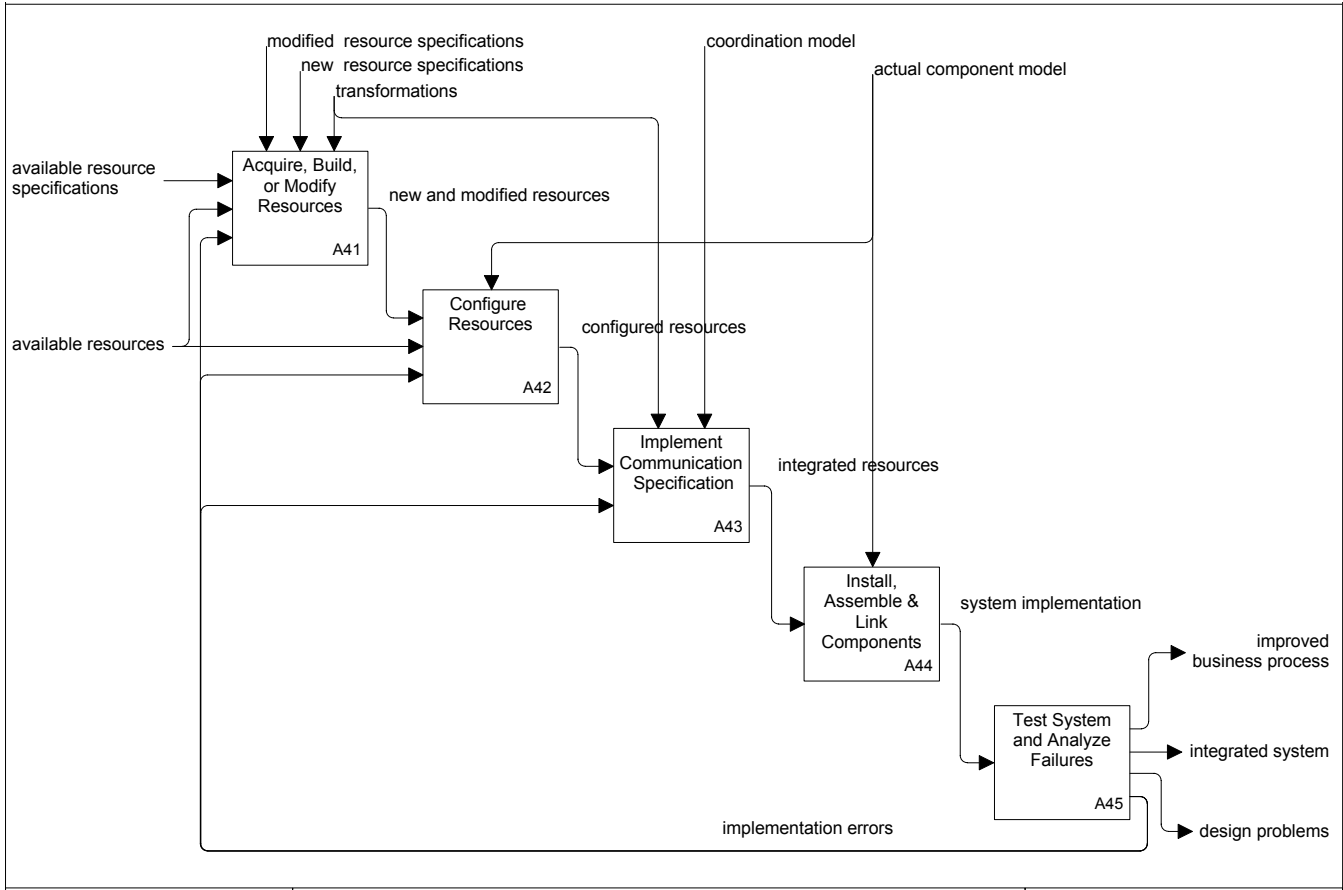 modified resource specifications
new resource specifications
transformations
coordination model
actual component model
available resource
specifications
Acquire, Build,
or Modify
Resources
A41
new and modified resources
available resources
Configure
Resources
A42
configured resources
Implement
Communication
Specification
A43
integrated resources
Install,
Assemble &
Link
Components
A44
system implementation
Test System
and Analyze
Failures
A45
improved
business process
integrated system
design problems
implementation errors